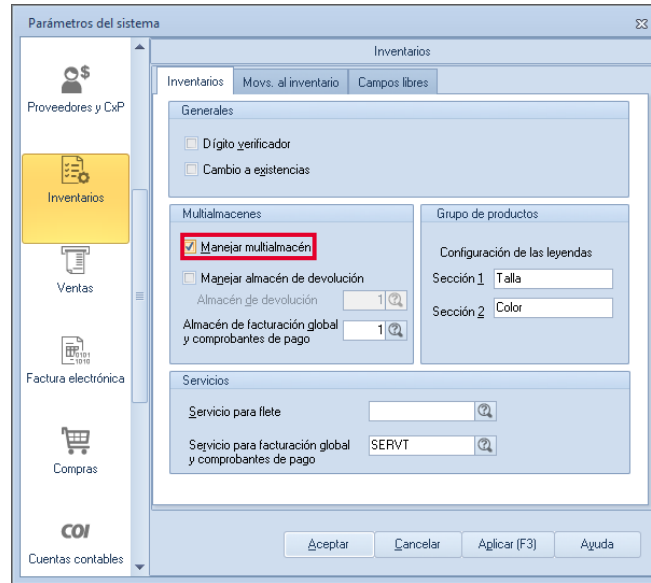 Parámetros del sistema
Proveedores y CxP
Inventarios
Ventas
Factura electrónica
Compras
COI
Cuentas contables
Inventarios
Inventarios
Movs. al inventario
Campos libres
Generales
Dígito verificador
Cambio a existencias
Multialmacenes
Manejar multialmacén
Manejar almacén de devolución
Almacén de devolución 1
Almacén de facturación global
y comprobantes de pago 1
Grupo de productos
Configuración de las leyendas
Sección 1 Talla
Sección 2 Color
Servicios
Servicio para flete
Servicio para facturación global
y comprobantes de pago SERVT
Aceptar
Cancelar
Aplicar (F3)
Ayuda